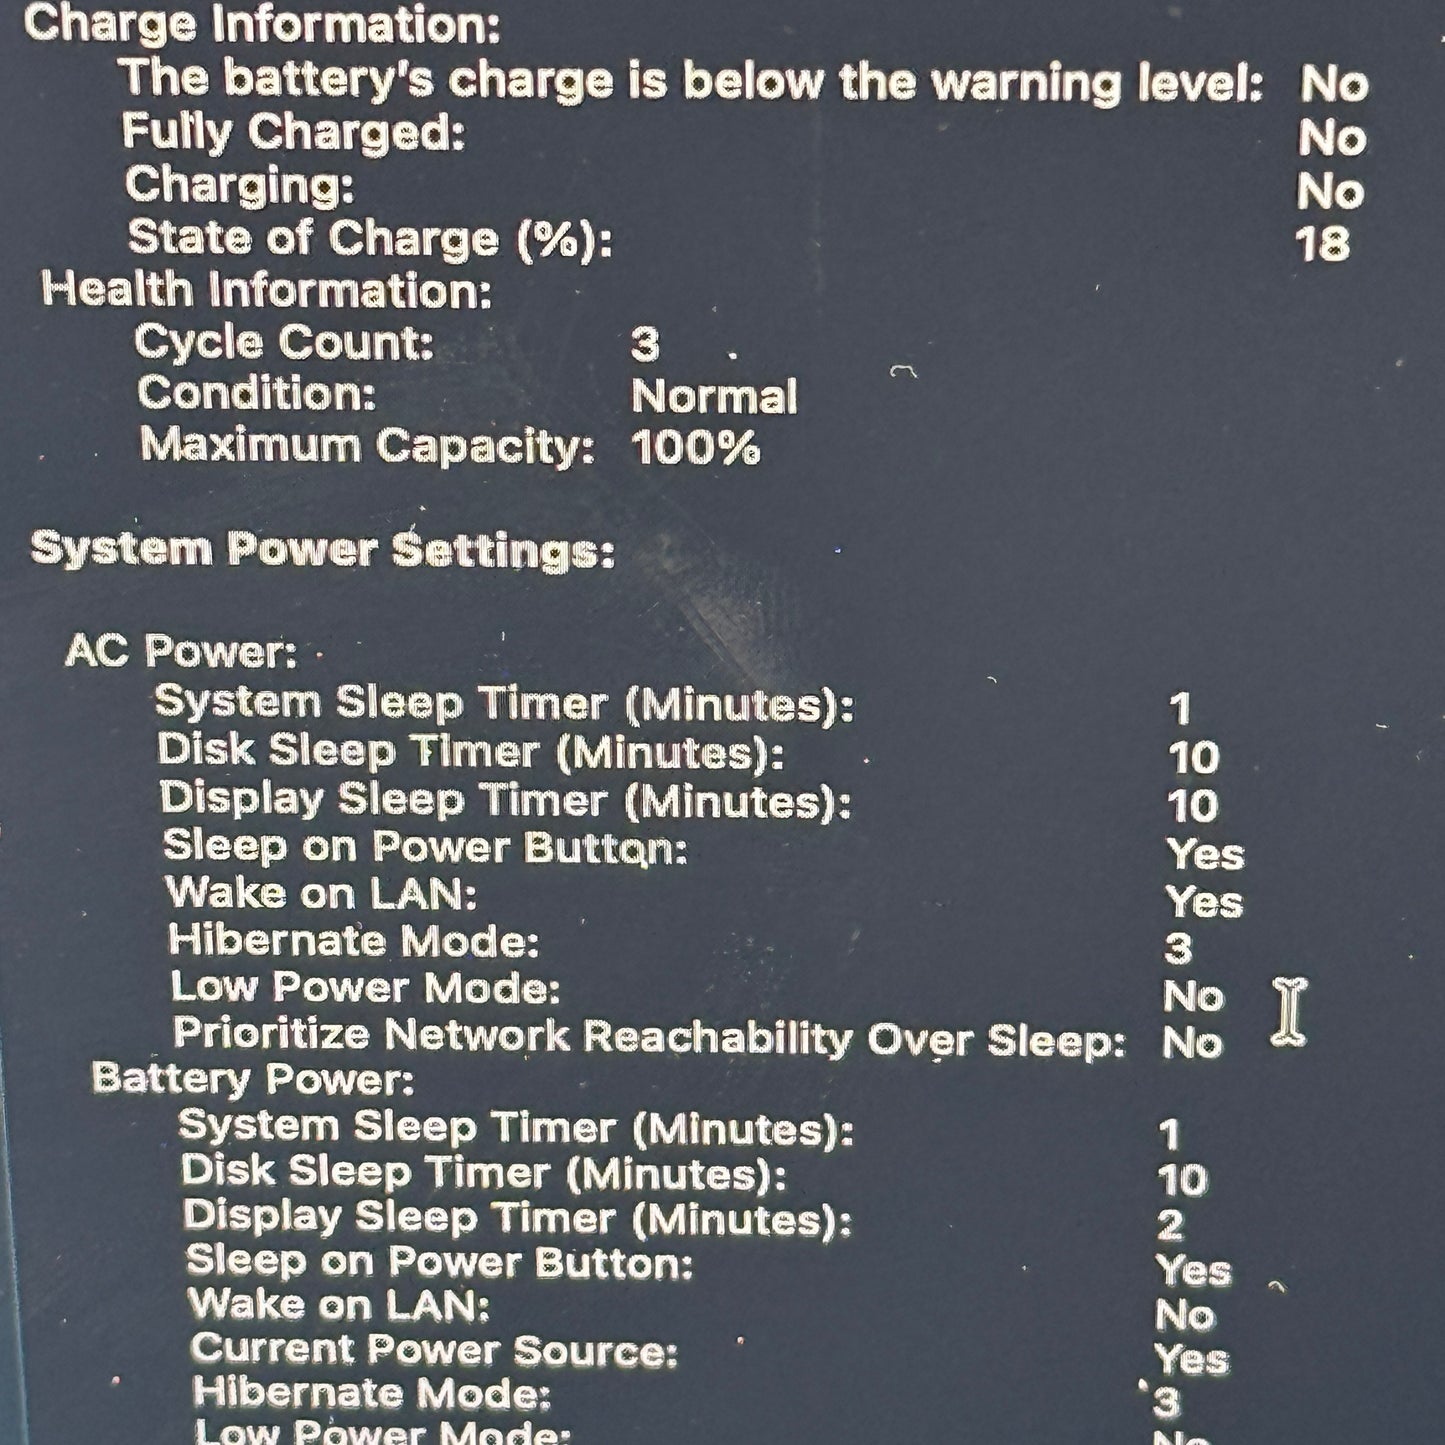 Charge Information:
The battery's charge is below the warning level: No
Fully Charged: No
Charging: No
State of Charge (%): 18
Health Information:
Cycle Count: 3
Condition: Normal
Maximum Capacity: 100%
System Power Settings:
AC Power:
System Sleep Timer (Minutes): 1
Disk Sleep Timer (Minutes): 10
Display Sleep Timer (Minutes): 10
Sleep on Power Button: Yes
Wake on LAN: Yes
Hibernate Mode: 3
Low Power Mode: No
Prioritize Network Reachability Over Sleep: No
Battery Power:
System Sleep Timer (Minutes): 1
Disk Sleep Timer (Minutes): 10
Display Sleep Timer (Minutes): 2
Sleep on Power Button: Yes
Wake on LAN: No
Current Power Source: Yes
Hibernate Mode: 3
Low Power Mode: No